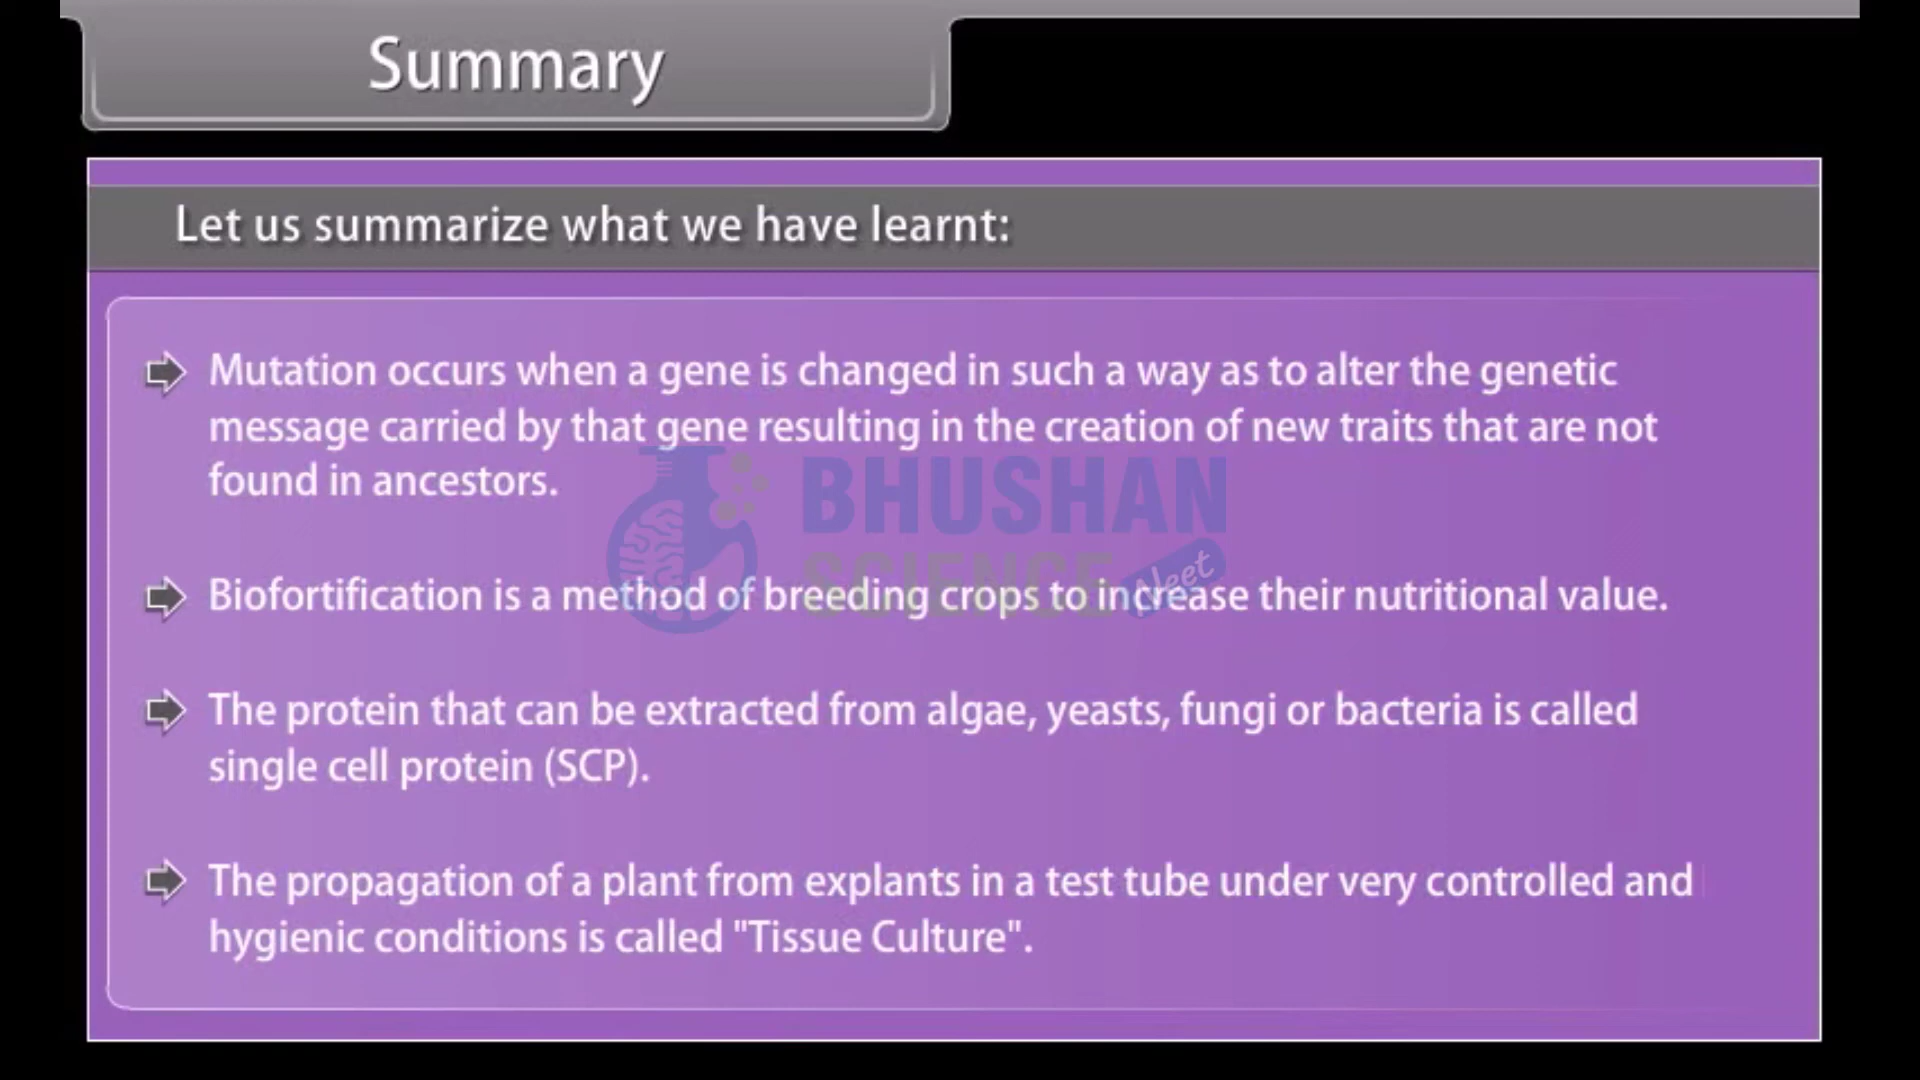 Summary
Let us summarize what we have learnt:
Mutation occurs when a gene is changed in such a way as to alter the genetic
message carried by that gene resulting in the creation of new traits that are not
found in ancestors.
BHUSHAN
SCIENCE Neet
Biofortification is a method of breeding crops to increase their nutritional value.
The protein that can be extracted from algae, yeasts, fungi or bacteria is called
single cell protein (SCP).
The propagation of a plant from explants in a test tube under very controlled and
hygienic conditions is called "Tissue Culture".